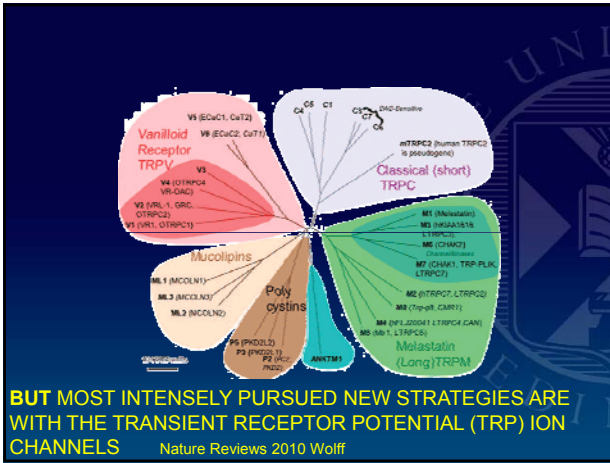 V5 (ECaC1, CaT2)
V6 (ECaC2, CaT1)
Vanilloid
Receptor
TRPV
V3
V4 (OTRPC4
VR-OAC)
V2 (VRL-1, GRC,
OTRPC2)
V1 (VR1, OTRPC1)
C4
C5
C1
C3
C7
C6
DAG-Sensitive
mTRPC2 (human TRPC2
is pseudogene)
Classical (short)
TRPC
M1 (Melastatin)
M3 (hKIAA1616
LTRPC3)
M6 (CHAK2)
Chanzymes
M7 (CHAK1, TRP-PLIK,
LTRPC7)
M2 (hTRPC7, LTRPC2)
M8 (Trp-p8, CMR1)
M4 (hFLJ20041 LTRPC4,CAN)
M5 (Mtr1, LTRPC5)
Melastatin
(Long)TRPM
Mucolipins
ML1 (MCOLN1)
ML3 (MCOLN3)
ML2 (MCOLN2)
Poly
cystins
P5 (PKD2L2)
P3 (PKD2L1)
P2 (PC2,
PKD2)
ANKTM1
BUT MOST INTENSELY PURSUED NEW STRATEGIES ARE
WITH THE TRANSIENT RECEPTOR POTENTIAL (TRP) ION
CHANNELS Nature Reviews 2010 Wolff